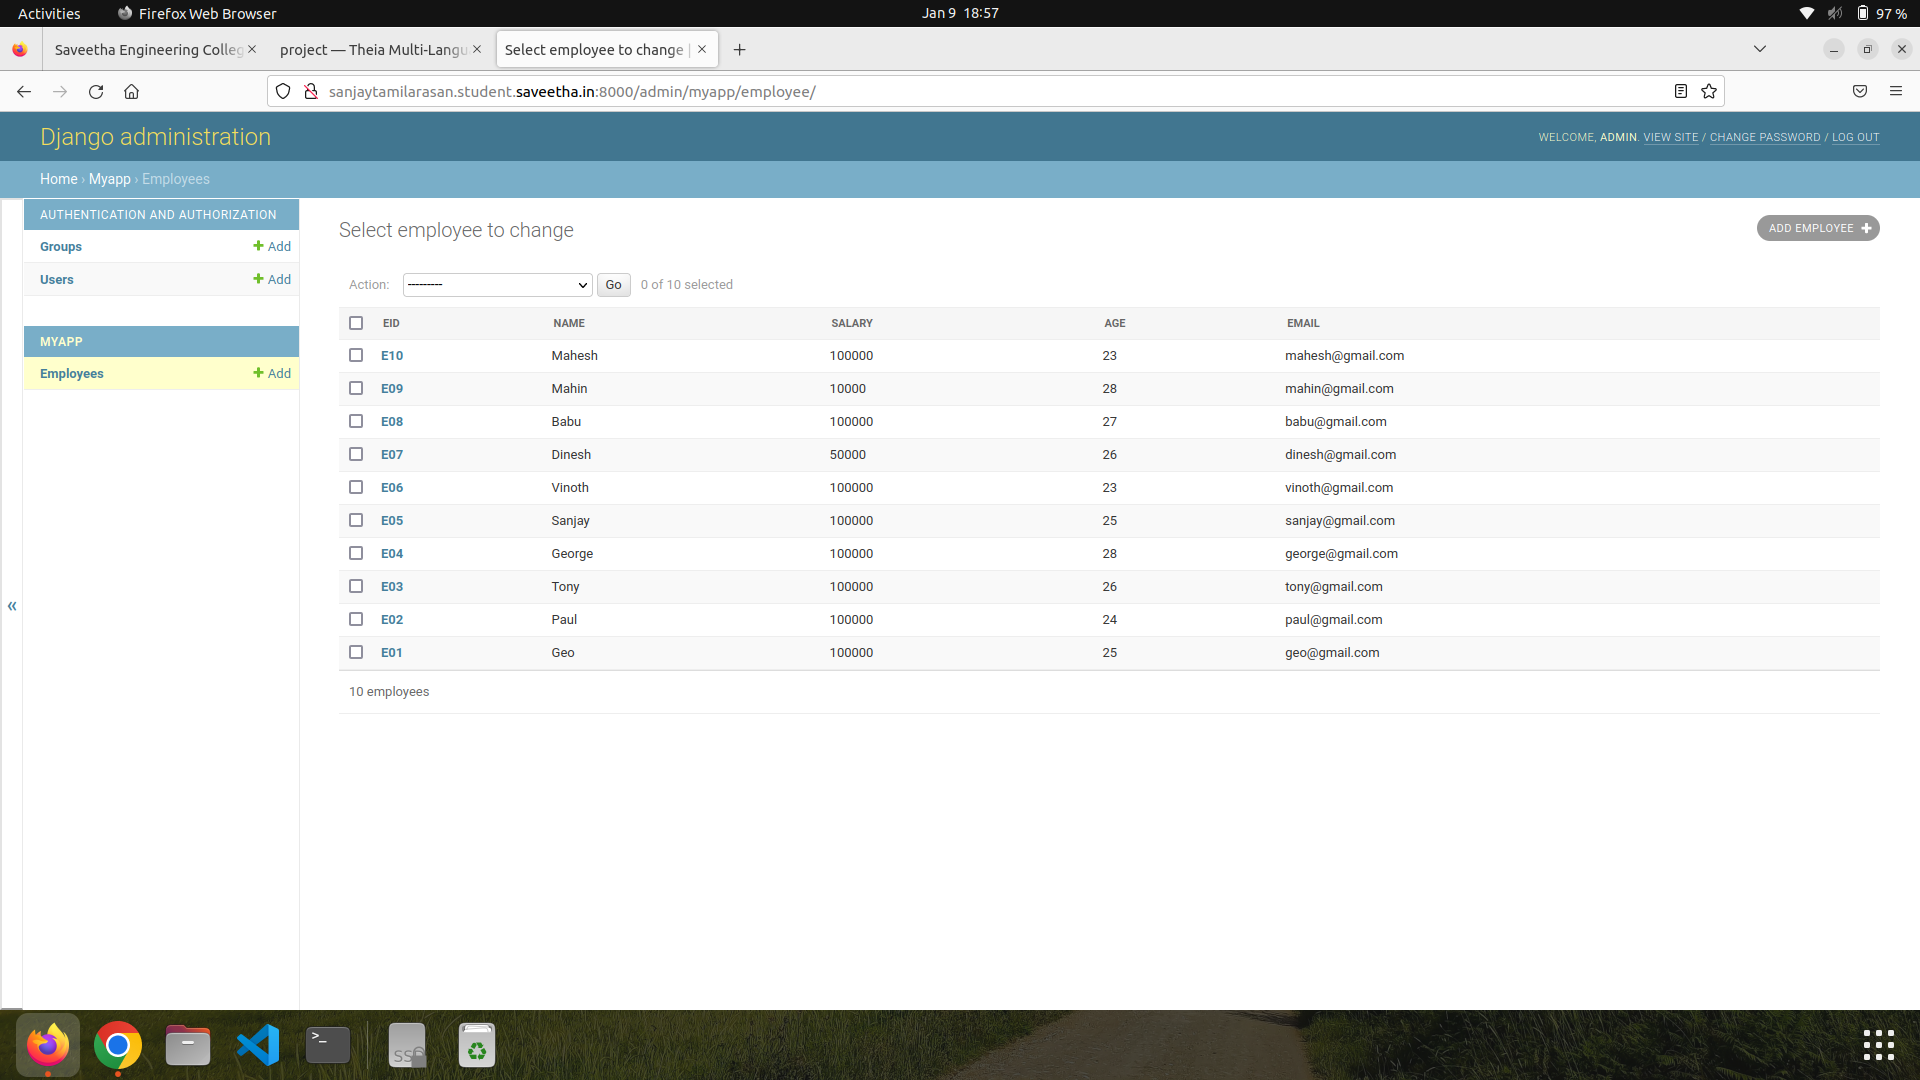 Activities Firefox Web Browser Jan 9 18:57 97 %
Saveetha Engineering Colleg project — Theia Multi-Langu Select employee to change |
sanjaytamilarasan.student.saveetha.in:8000/admin/myapp/employee/
Django administration WELCOME, ADMIN. VIEW SITE / CHANGE PASSWORD / LOG OUT
Home › Myapp › Employees
AUTHENTICATION AND AUTHORIZATION
Groups + Add
Users + Add
MYAPP
Employees + Add
«
Select employee to change ADD EMPLOYEE +
Action: --------- Go 0 of 10 selected
EID NAME SALARY AGE EMAIL
E10 Mahesh 100000 23 mahesh@gmail.com
E09 Mahin 10000 28 mahin@gmail.com
E08 Babu 100000 27 babu@gmail.com
E07 Dinesh 50000 26 dinesh@gmail.com
E06 Vinoth 100000 23 vinoth@gmail.com
E05 Sanjay 100000 25 sanjay@gmail.com
E04 George 100000 28 george@gmail.com
E03 Tony 100000 26 tony@gmail.com
E02 Paul 100000 24 paul@gmail.com
E01 Geo 100000 25 geo@gmail.com
10 employees
>_